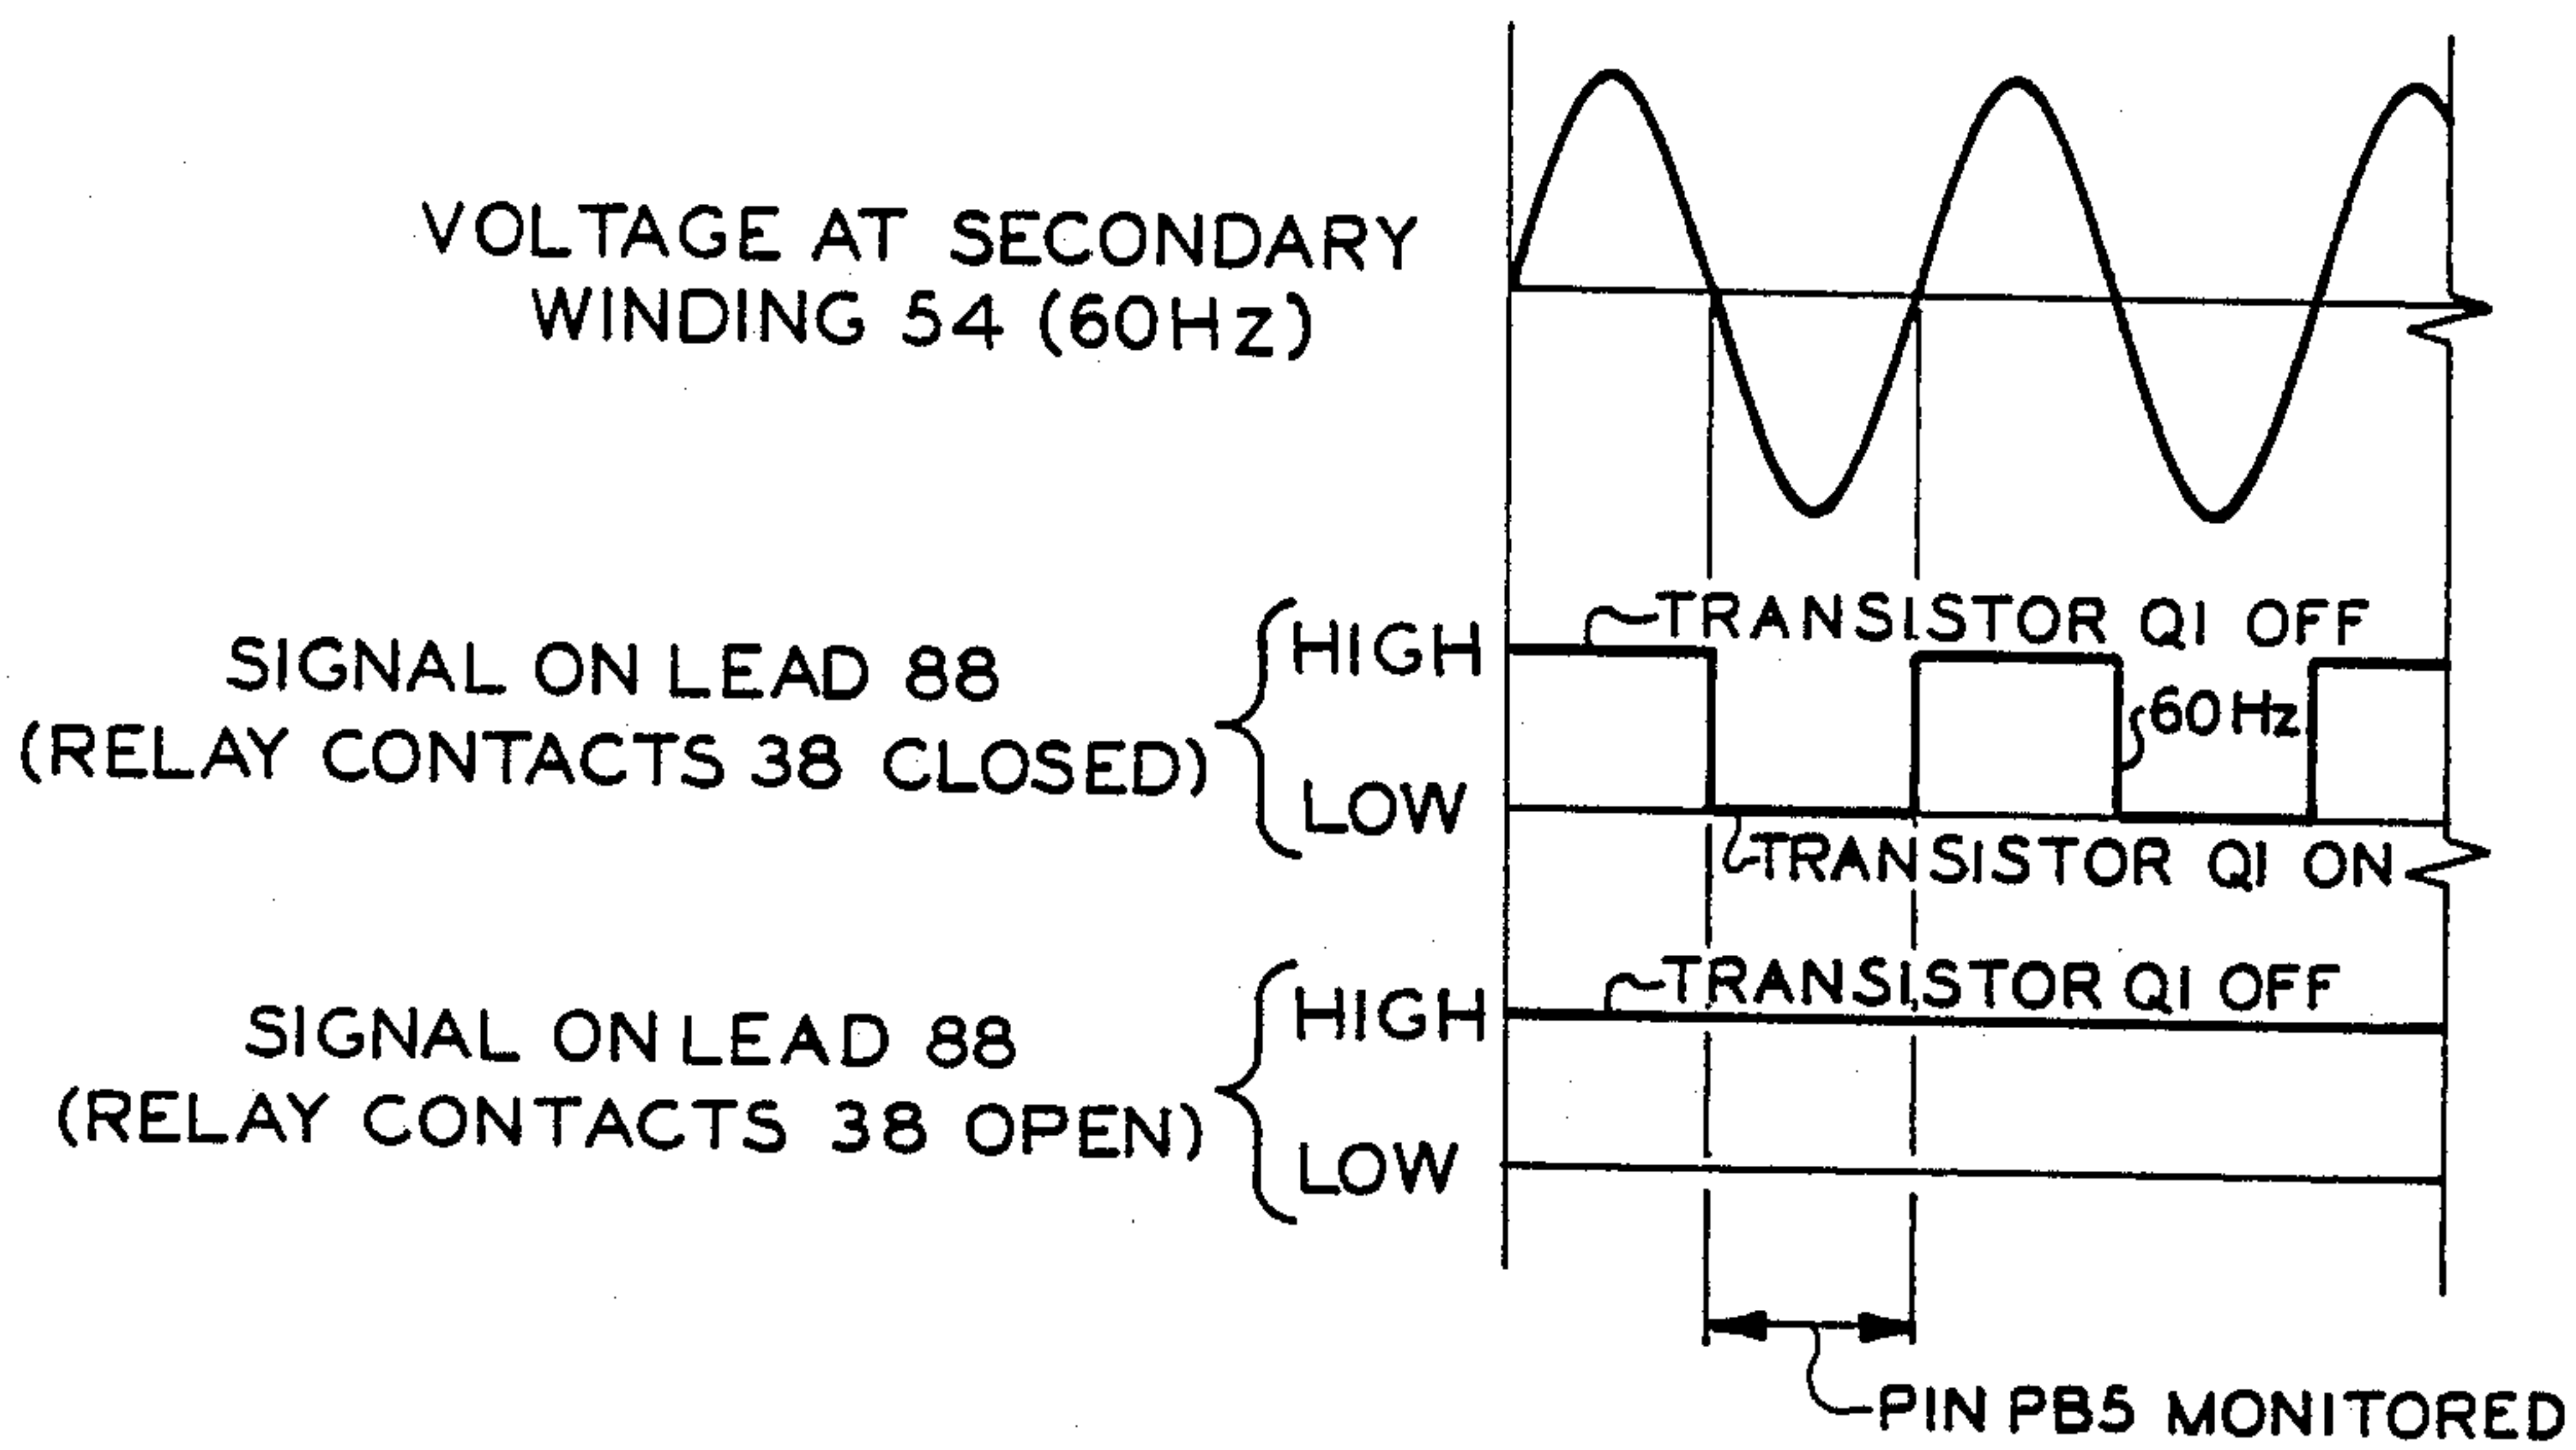 VOLTAGE AT SECONDARY
WINDING 54 (60Hz)
SIGNAL ON LEAD 88
(RELAY CONTACTS 38 CLOSED)
HIGH
LOW
TRANSISTOR Q1 OFF
60Hz
TRANSISTOR Q1 ON
SIGNAL ON LEAD 88
(RELAY CONTACTS 38 OPEN)
HIGH
LOW
TRANSISTOR Q1 OFF
PIN PB5 MONITORED